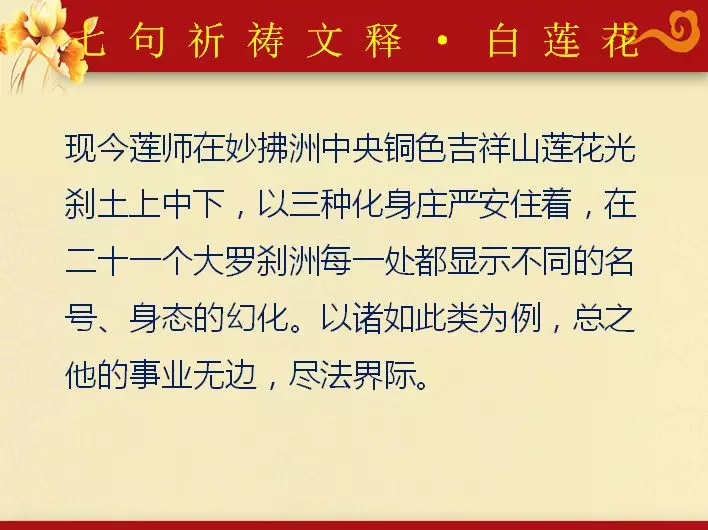 七句祈祷文释·白莲花
现今莲师在妙拂洲中央铜色吉祥山莲花光
刹土上中下，以三种化身庄严安住着，在
二十一个大罗刹洲每一处都显示不同的名
号、身态的幻化。以诸如此类为例，总之
他的事业无边，尽法界际。